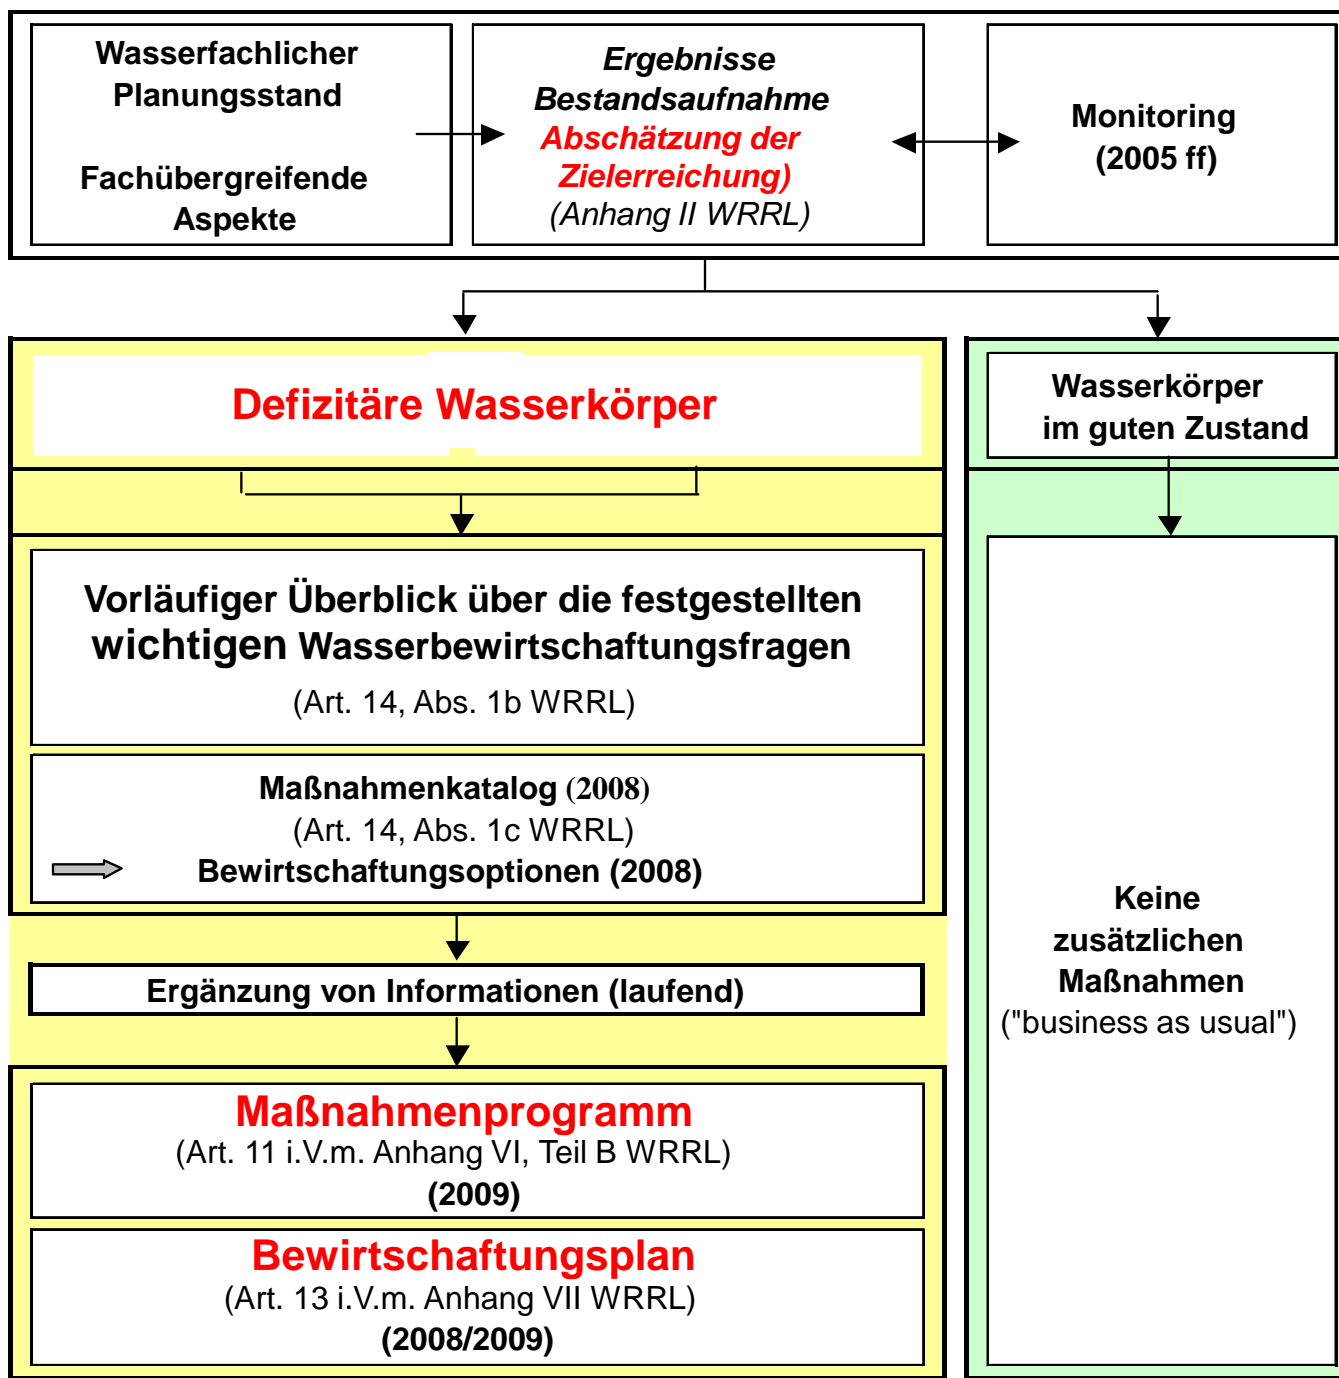 Wasserfachlicher
Planungsstand
Fachübergreifende
Aspekte
Ergebnisse
Bestandsaufnahme
Abschätzung der
Zielerreichung)
(Anhang II WRRL)
Monitoring
(2005 ff)
Defizitäre Wasserkörper
Wasserkörper
im guten Zustand
Vorläufiger Überblick über die festgestellten
wichtigen Wasserbewirtschaftungsfragen
(Art. 14, Abs. 1b WRRL)
Maßnahmenkatalog (2008)
(Art. 14, Abs. 1c WRRL)
Bewirtschaftungsoptionen (2008)
Ergänzung von Informationen (laufend)
Maßnahmenprogramm
(Art. 11 i.V.m. Anhang VI, Teil B WRRL)
(2009)
Bewirtschaftungsplan
(Art. 13 i.V.m. Anhang VII WRRL)
(2008/2009)
Keine
zusätzlichen
Maßnahmen
("business as usual")